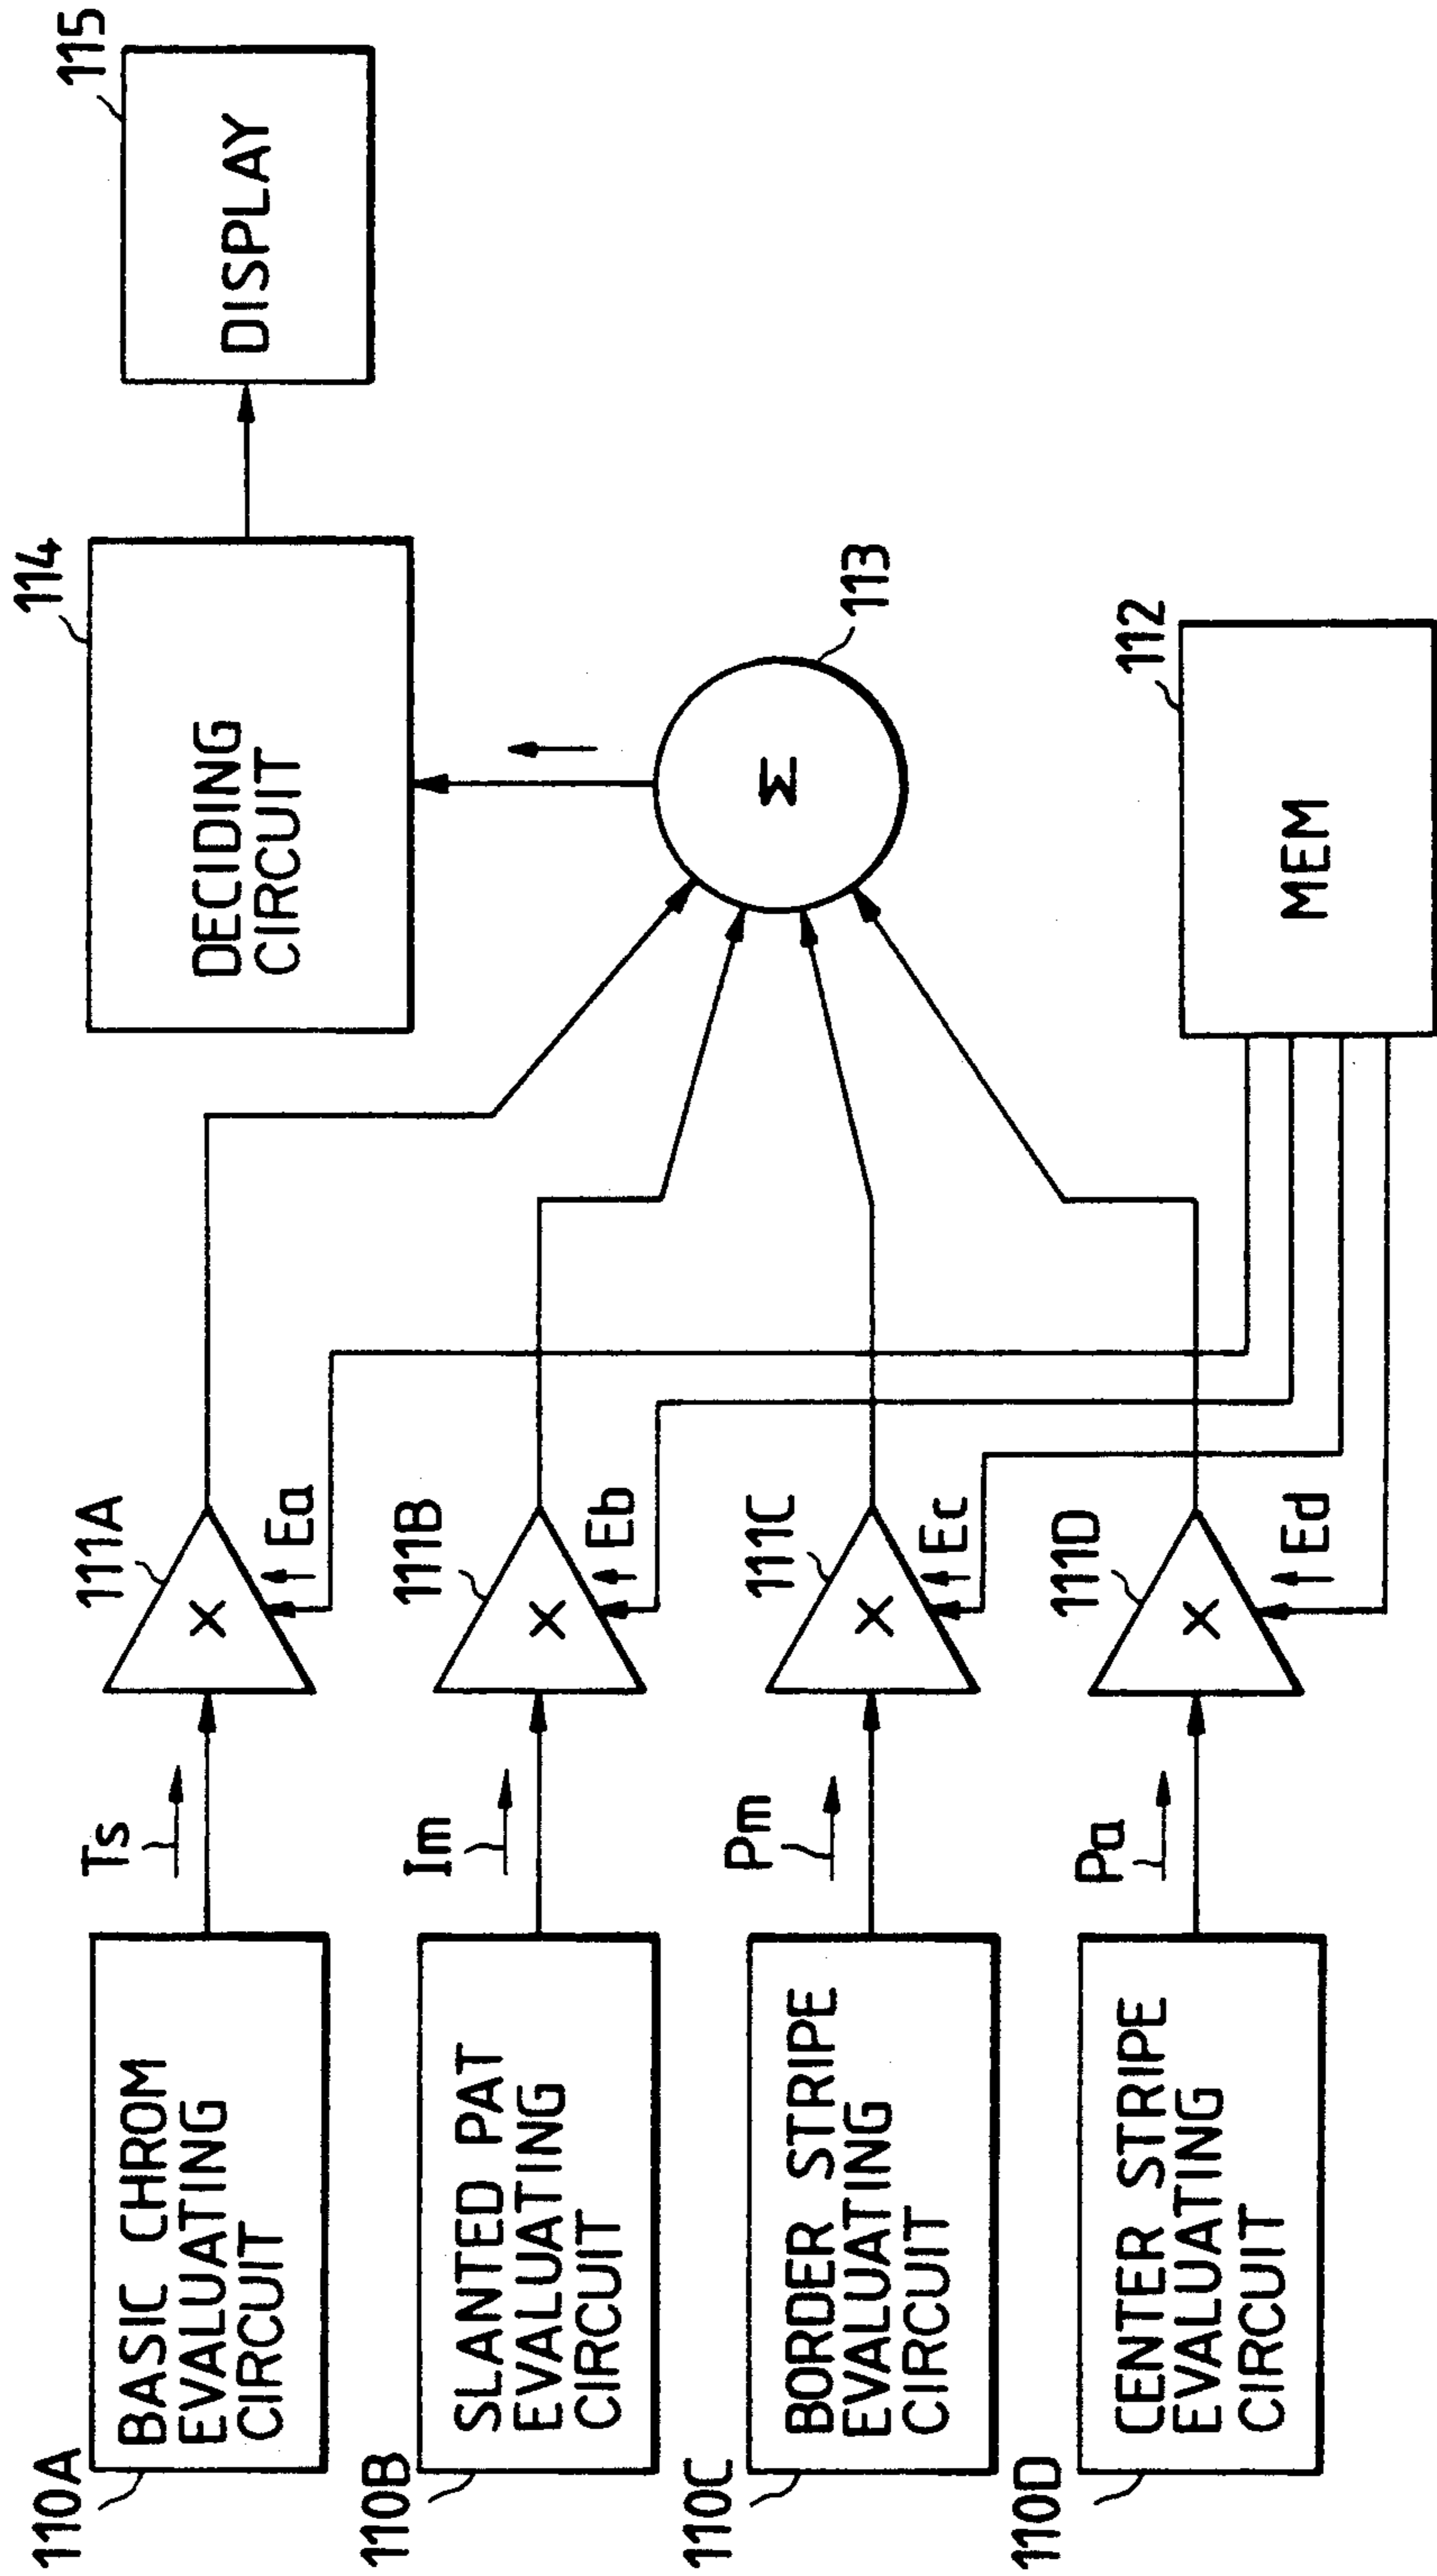 110A
BASIC CHROM
EVALUATING
CIRCUIT
Ts
111A
X
Ea
110B
SLANTED PAT
EVALUATING
CIRCUIT
Im
111B
X
Eb
110C
BORDER STRIPE
EVALUATING
CIRCUIT
Pm
111C
X
Ec
110D
CENTER STRIPE
EVALUATING
CIRCUIT
Pa
111D
X
Ed
112
MEM
113
Σ
114
DECIDING
CIRCUIT
115
DISPLAY